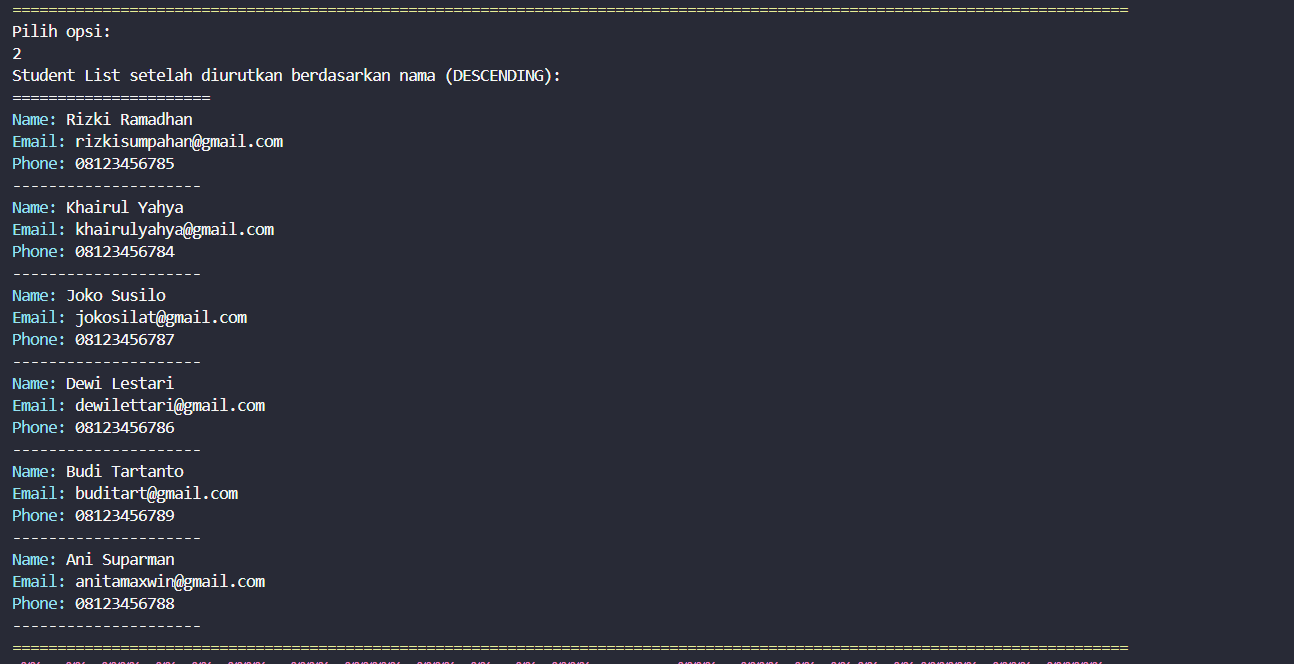 ==============================================================================================================================
Pilih opsi:
2
Student List setelah diurutkan berdasarkan nama (DESCENDING):
======================
Name: Rizki Ramadhan
Email: rizkisumpahan@gmail.com
Phone: 08123456785
---------------------
Name: Khairul Yahya
Email: khairulyahya@gmail.com
Phone: 08123456784
---------------------
Name: Joko Susilo
Email: jokosilat@gmail.com
Phone: 08123456787
---------------------
Name: Dewi Lestari
Email: dewilettari@gmail.com
Phone: 08123456786
---------------------
Name: Budi Tartanto
Email: buditart@gmail.com
Phone: 08123456789
---------------------
Name: Ani Suparman
Email: anitamaxwin@gmail.com
Phone: 08123456788
---------------------
==============================================================================================================================